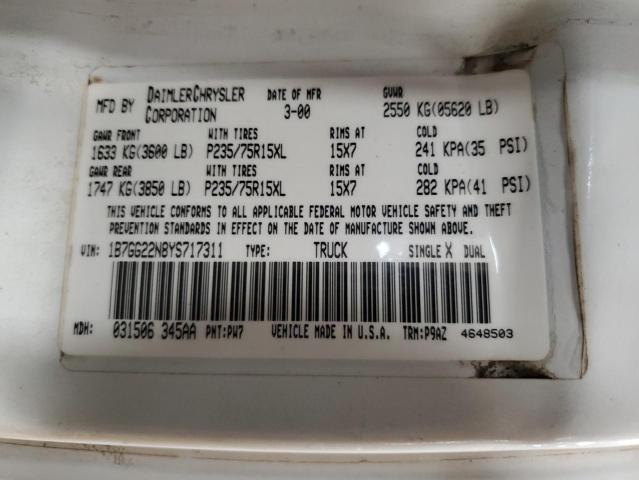 MFD BY DAIMLERCHRYSLER CORPORATION DATE OF MFR 3-00 GVWR 2550 KG(05620 LB)
GAWR FRONT WITH TIRES RIMS AT COLD
1633 KG(3600 LB) P235/75R15XL 15X7 241 KPA(35 PSI)
GAWR REAR WITH TIRES RIMS AT COLD
1747 KG(3850 LB) P235/75R15XL 15X7 282 KPA(41 PSI)
THIS VEHICLE CONFORMS TO ALL APPLICABLE FEDERAL MOTOR VEHICLE SAFETY AND THEFT
PREVENTION STANDARDS IN EFFECT ON THE DATE OF MANUFACTURE SHOWN ABOVE.
VIN: 1B7GG22N8YS717311 TYPE: TRUCK SINGLE X DUAL
MDH: 031506 345AA PNT:PW7 VEHICLE MADE IN U.S.A. TRM:P9AZ 4648503